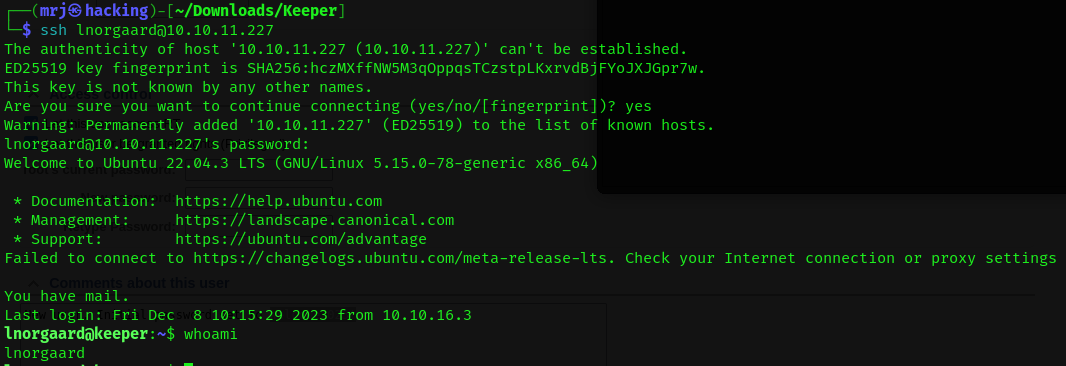 ┌──(mrj㉿hacking)-[~/Downloads/Keeper]
└─$ ssh lnorgaard@10.10.11.227
The authenticity of host '10.10.11.227 (10.10.11.227)' can't be established.
ED25519 key fingerprint is SHA256:hczMXffNW5M3qOppqsTCzstpLKxrvdBjFYoJXJGpr7w.
This key is not known by any other names.
Are you sure you want to continue connecting (yes/no/[fingerprint])? yes
Warning: Permanently added '10.10.11.227' (ED25519) to the list of known hosts.
lnorgaard@10.10.11.227's password:
Welcome to Ubuntu 22.04.3 LTS (GNU/Linux 5.15.0-78-generic x86_64)
* Documentation: https://help.ubuntu.com
* Management: https://landscape.canonical.com
* Support: https://ubuntu.com/advantage
Failed to connect to https://changelogs.ubuntu.com/meta-release-lts. Check your Internet connection or proxy settings
Comments about this user
You have mail.
Last login: Fri Dec  8 10:15:29 2023 from 10.10.16.3
lnorgaard@keeper:~$ whoami
lnorgaard